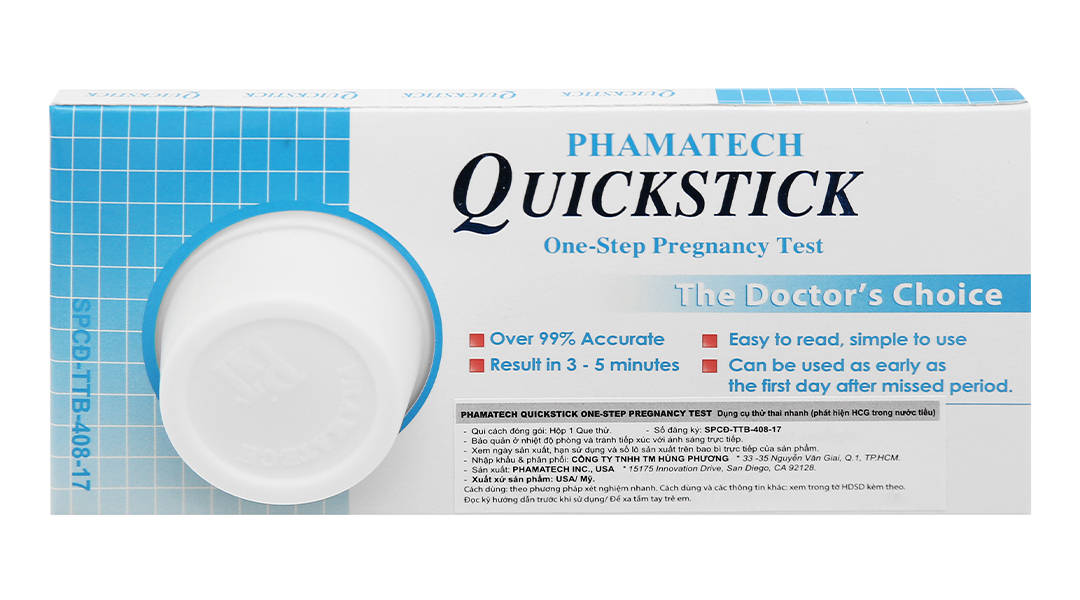 QUICKSTICK QUICKSTICK QUICKSTICK QUICKSTICK
PHAMATECH
QUICKSTICK
One-Step Pregnancy Test
The Doctor's Choice
Over 99% Accurate
Result in 3 - 5 minutes
Easy to read, simple to use
Can be used as early as
the first day after missed period.
SPCĐ-TTB-408-17
PHAMATECH QUICKSTICK ONE-STEP PREGNANCY TEST Dụng cụ thử thai nhanh (phát hiện HCG trong nước tiểu)
- Qui cách đóng gói: Hộp 1 Que thử. - Số đăng ký: SPCĐ-TTB-408-17
- Bảo quản ở nhiệt độ phòng và tránh tiếp xúc với ánh sáng trực tiếp.
- Xem ngày sản xuất, hạn sử dụng và số lô sản xuất trên bao bì trực tiếp của sản phẩm.
- Nhập khẩu & phân phối: CÔNG TY TNHH TM HÙNG PHƯƠNG * 33 -35 Nguyễn Văn Giai, Q.1, TP.HCM.
- Sản xuất: PHAMATECH INC., USA * 15175 Innovation Drive, San Diego, CA 92128.
- Xuất xứ sản phẩm: USA/ Mỹ.
Cách dùng: theo phương pháp xét nghiệm nhanh. Cách dùng và các thông tin khác: xem trong tờ HDSD kèm theo.
Đọc kỹ hướng dẫn trước khi sử dụng/ Để xa tầm tay trẻ em.